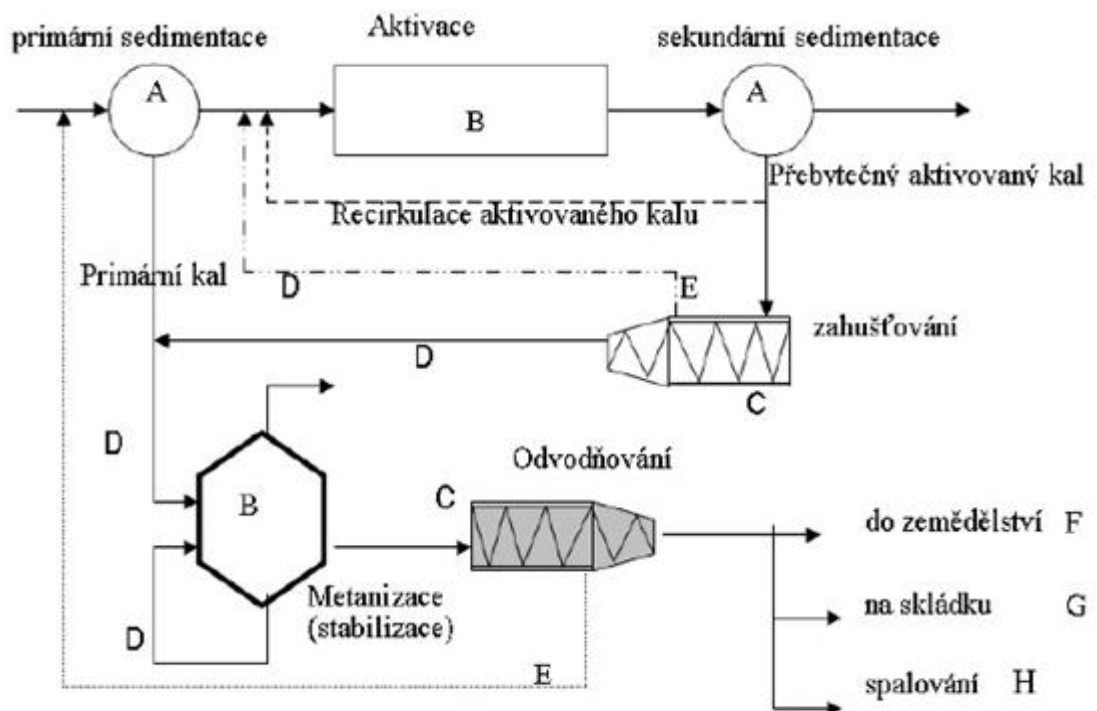 Aktivace
primární sedimentace
sekundární sedimentace
A
B
A
Přebytečný aktivovaný kal
Recirkulace aktivovaného kalu
Primární kal
D
E
zahušťování
D
C
D
Odvodňování
B
C
do zemědělství F
Metanizace
(stabilizace)
na skládku G
D
E
spalování H